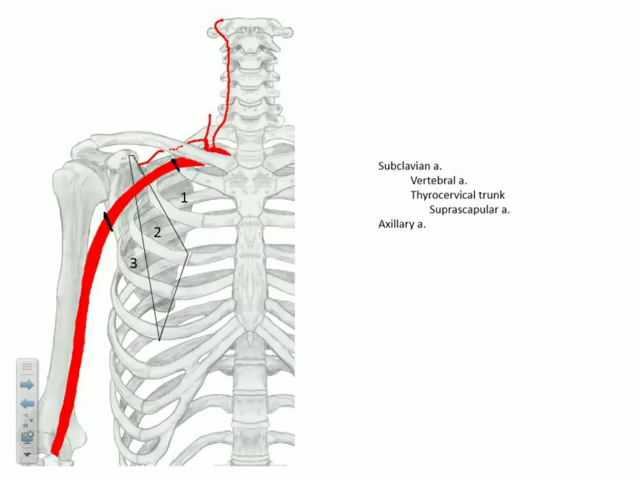 Subclavian a.
Vertebral a.
Thyrocervical trunk
Suprascapular a.
Axillary a.
1
2
3